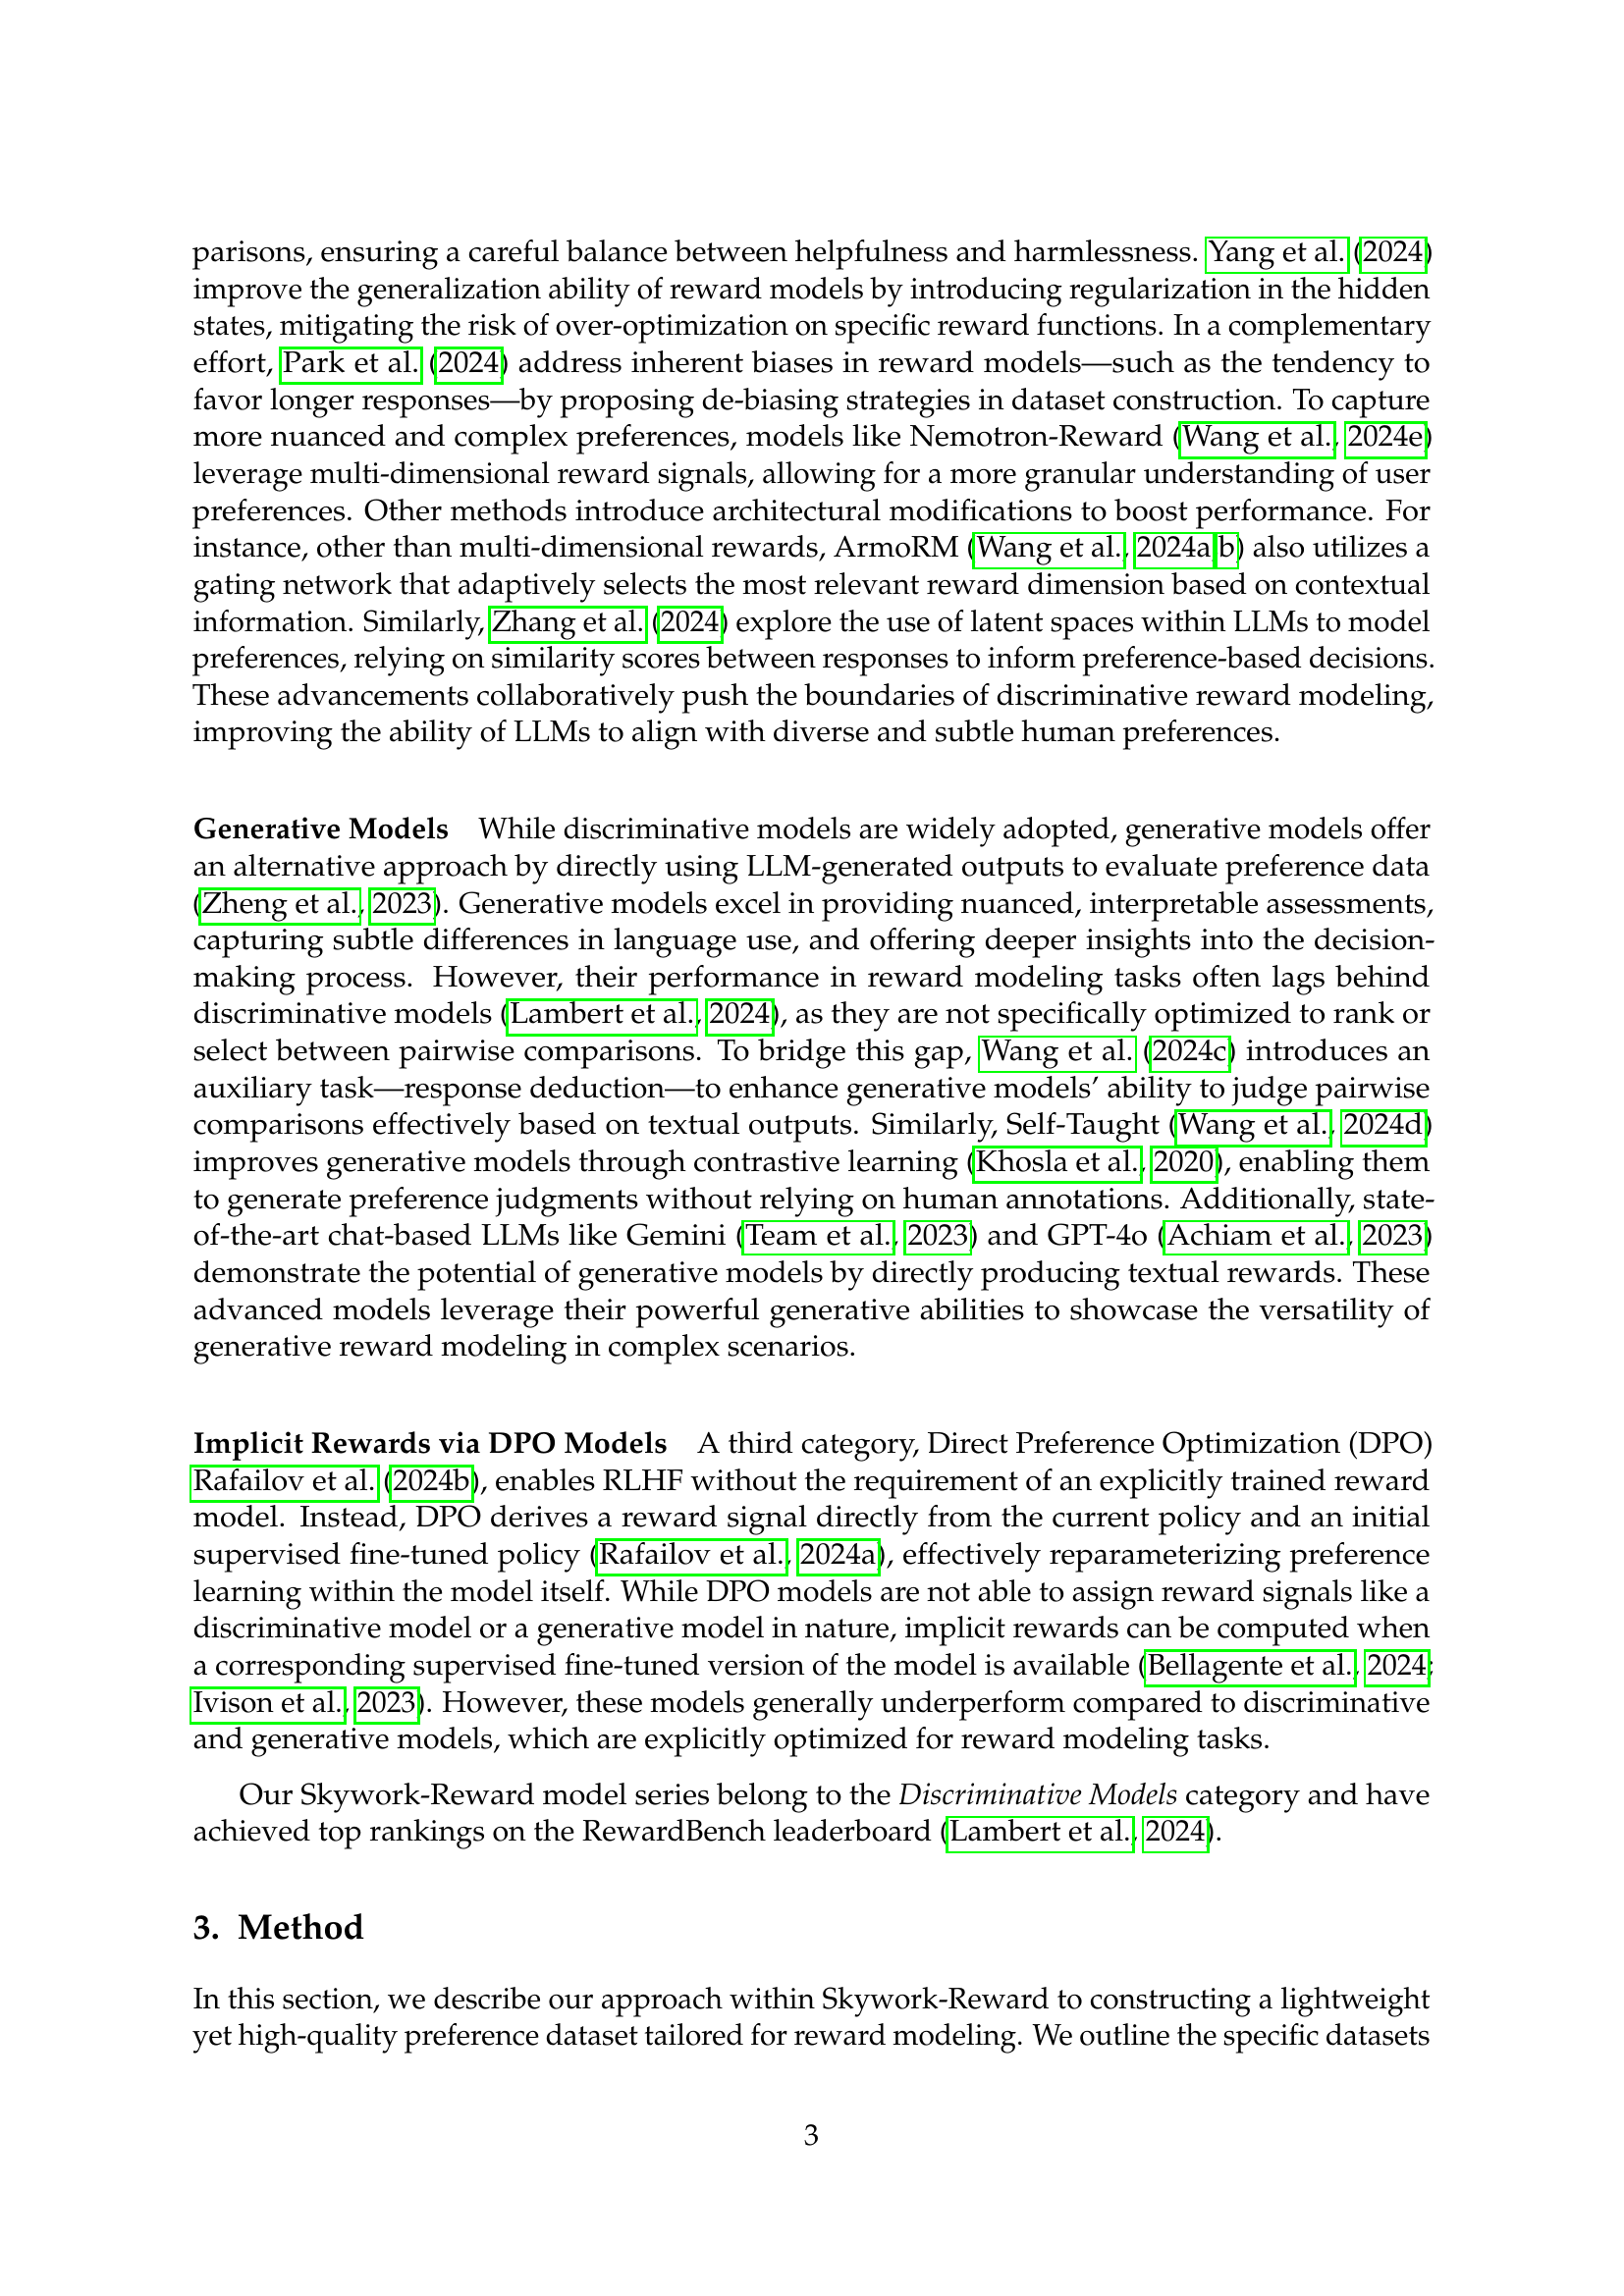 parisons, ensuring a careful balance between helpfulness and harmlessness. Yang et al. (2024)
improve the generalization ability of reward models by introducing regularization in the hidden
states, mitigating the risk of over-optimization on specific reward functions. In a complementary
effort, Park et al. (2024) address inherent biases in reward models—such as the tendency to
favor longer responses—by proposing de-biasing strategies in dataset construction. To capture
more nuanced and complex preferences, models like Nemotron-Reward (Wang et al., 2024e)
leverage multi-dimensional reward signals, allowing for a more granular understanding of user
preferences. Other methods introduce architectural modifications to boost performance. For
instance, other than multi-dimensional rewards, ArmoRM (Wang et al., 2024a,b) also utilizes a
gating network that adaptively selects the most relevant reward dimension based on contextual
information. Similarly, Zhang et al. (2024) explore the use of latent spaces within LLMs to model
preferences, relying on similarity scores between responses to inform preference-based decisions.
These advancements collaboratively push the boundaries of discriminative reward modeling,
improving the ability of LLMs to align with diverse and subtle human preferences.
Generative Models While discriminative models are widely adopted, generative models offer
an alternative approach by directly using LLM-generated outputs to evaluate preference data
(Zheng et al., 2023). Generative models excel in providing nuanced, interpretable assessments,
capturing subtle differences in language use, and offering deeper insights into the decision-
making process. However, their performance in reward modeling tasks often lags behind
discriminative models (Lambert et al., 2024), as they are not specifically optimized to rank or
select between pairwise comparisons. To bridge this gap, Wang et al. (2024c) introduces an
auxiliary task—response deduction—to enhance generative models' ability to judge pairwise
comparisons effectively based on textual outputs. Similarly, Self-Taught (Wang et al., 2024d)
improves generative models through contrastive learning (Khosla et al., 2020), enabling them
to generate preference judgments without relying on human annotations. Additionally, state-
of-the-art chat-based LLMs like Gemini (Team et al., 2023) and GPT-4o (Achiam et al., 2023)
demonstrate the potential of generative models by directly producing textual rewards. These
advanced models leverage their powerful generative abilities to showcase the versatility of
generative reward modeling in complex scenarios.
Implicit Rewards via DPO Models A third category, Direct Preference Optimization (DPO)
Rafailov et al. (2024b), enables RLHF without the requirement of an explicitly trained reward
model. Instead, DPO derives a reward signal directly from the current policy and an initial
supervised fine-tuned policy (Rafailov et al., 2024a), effectively reparameterizing preference
learning within the model itself. While DPO models are not able to assign reward signals like a
discriminative model or a generative model in nature, implicit rewards can be computed when
a corresponding supervised fine-tuned version of the model is available (Bellagente et al., 2024;
Ivison et al., 2023). However, these models generally underperform compared to discriminative
and generative models, which are explicitly optimized for reward modeling tasks.
Our Skywork-Reward model series belong to the Discriminative Models category and have
achieved top rankings on the RewardBench leaderboard (Lambert et al., 2024).
3. Method
In this section, we describe our approach within Skywork-Reward to constructing a lightweight
yet high-quality preference dataset tailored for reward modeling. We outline the specific datasets
3